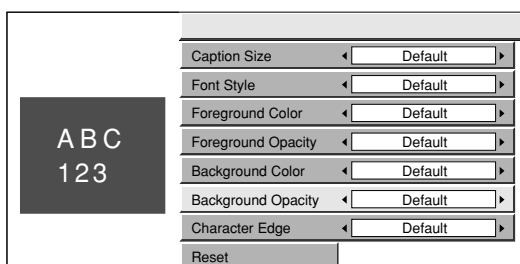 ABC
123
Caption Size Default
Font Style Default
Foreground Color Default
Foreground Opacity Default
Background Color Default
Background Opacity Default
Character Edge Default
Reset